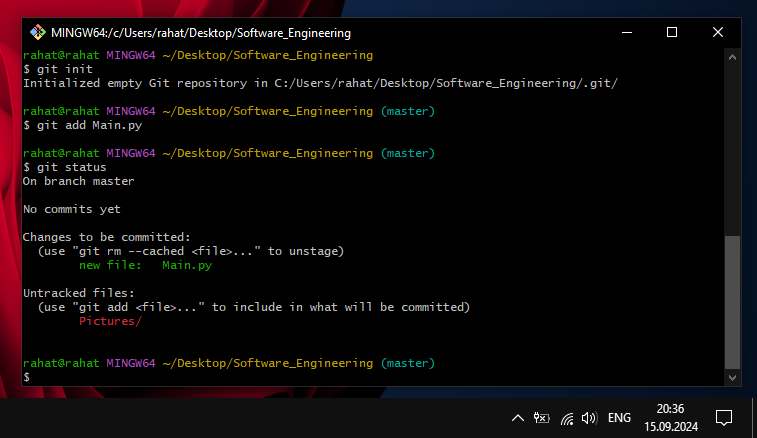 MINGW64:/c/Users/rahat/Desktop/Software_Engineering
rahat@rahat MINGW64 ~/Desktop/Software_Engineering
$ git init
Initialized empty Git repository in C:/Users/rahat/Desktop/Software_Engineering/.git/
rahat@rahat MINGW64 ~/Desktop/Software_Engineering (master)
$ git add Main.py
rahat@rahat MINGW64 ~/Desktop/Software_Engineering (master)
$ git status
On branch master
No commits yet
Changes to be committed:
  (use "git rm --cached <file>..." to unstage)
        new file:   Main.py
Untracked files:
  (use "git add <file>..." to include in what will be committed)
        Pictures/
rahat@rahat MINGW64 ~/Desktop/Software_Engineering (master)
$
ENG
20:36
15.09.2024